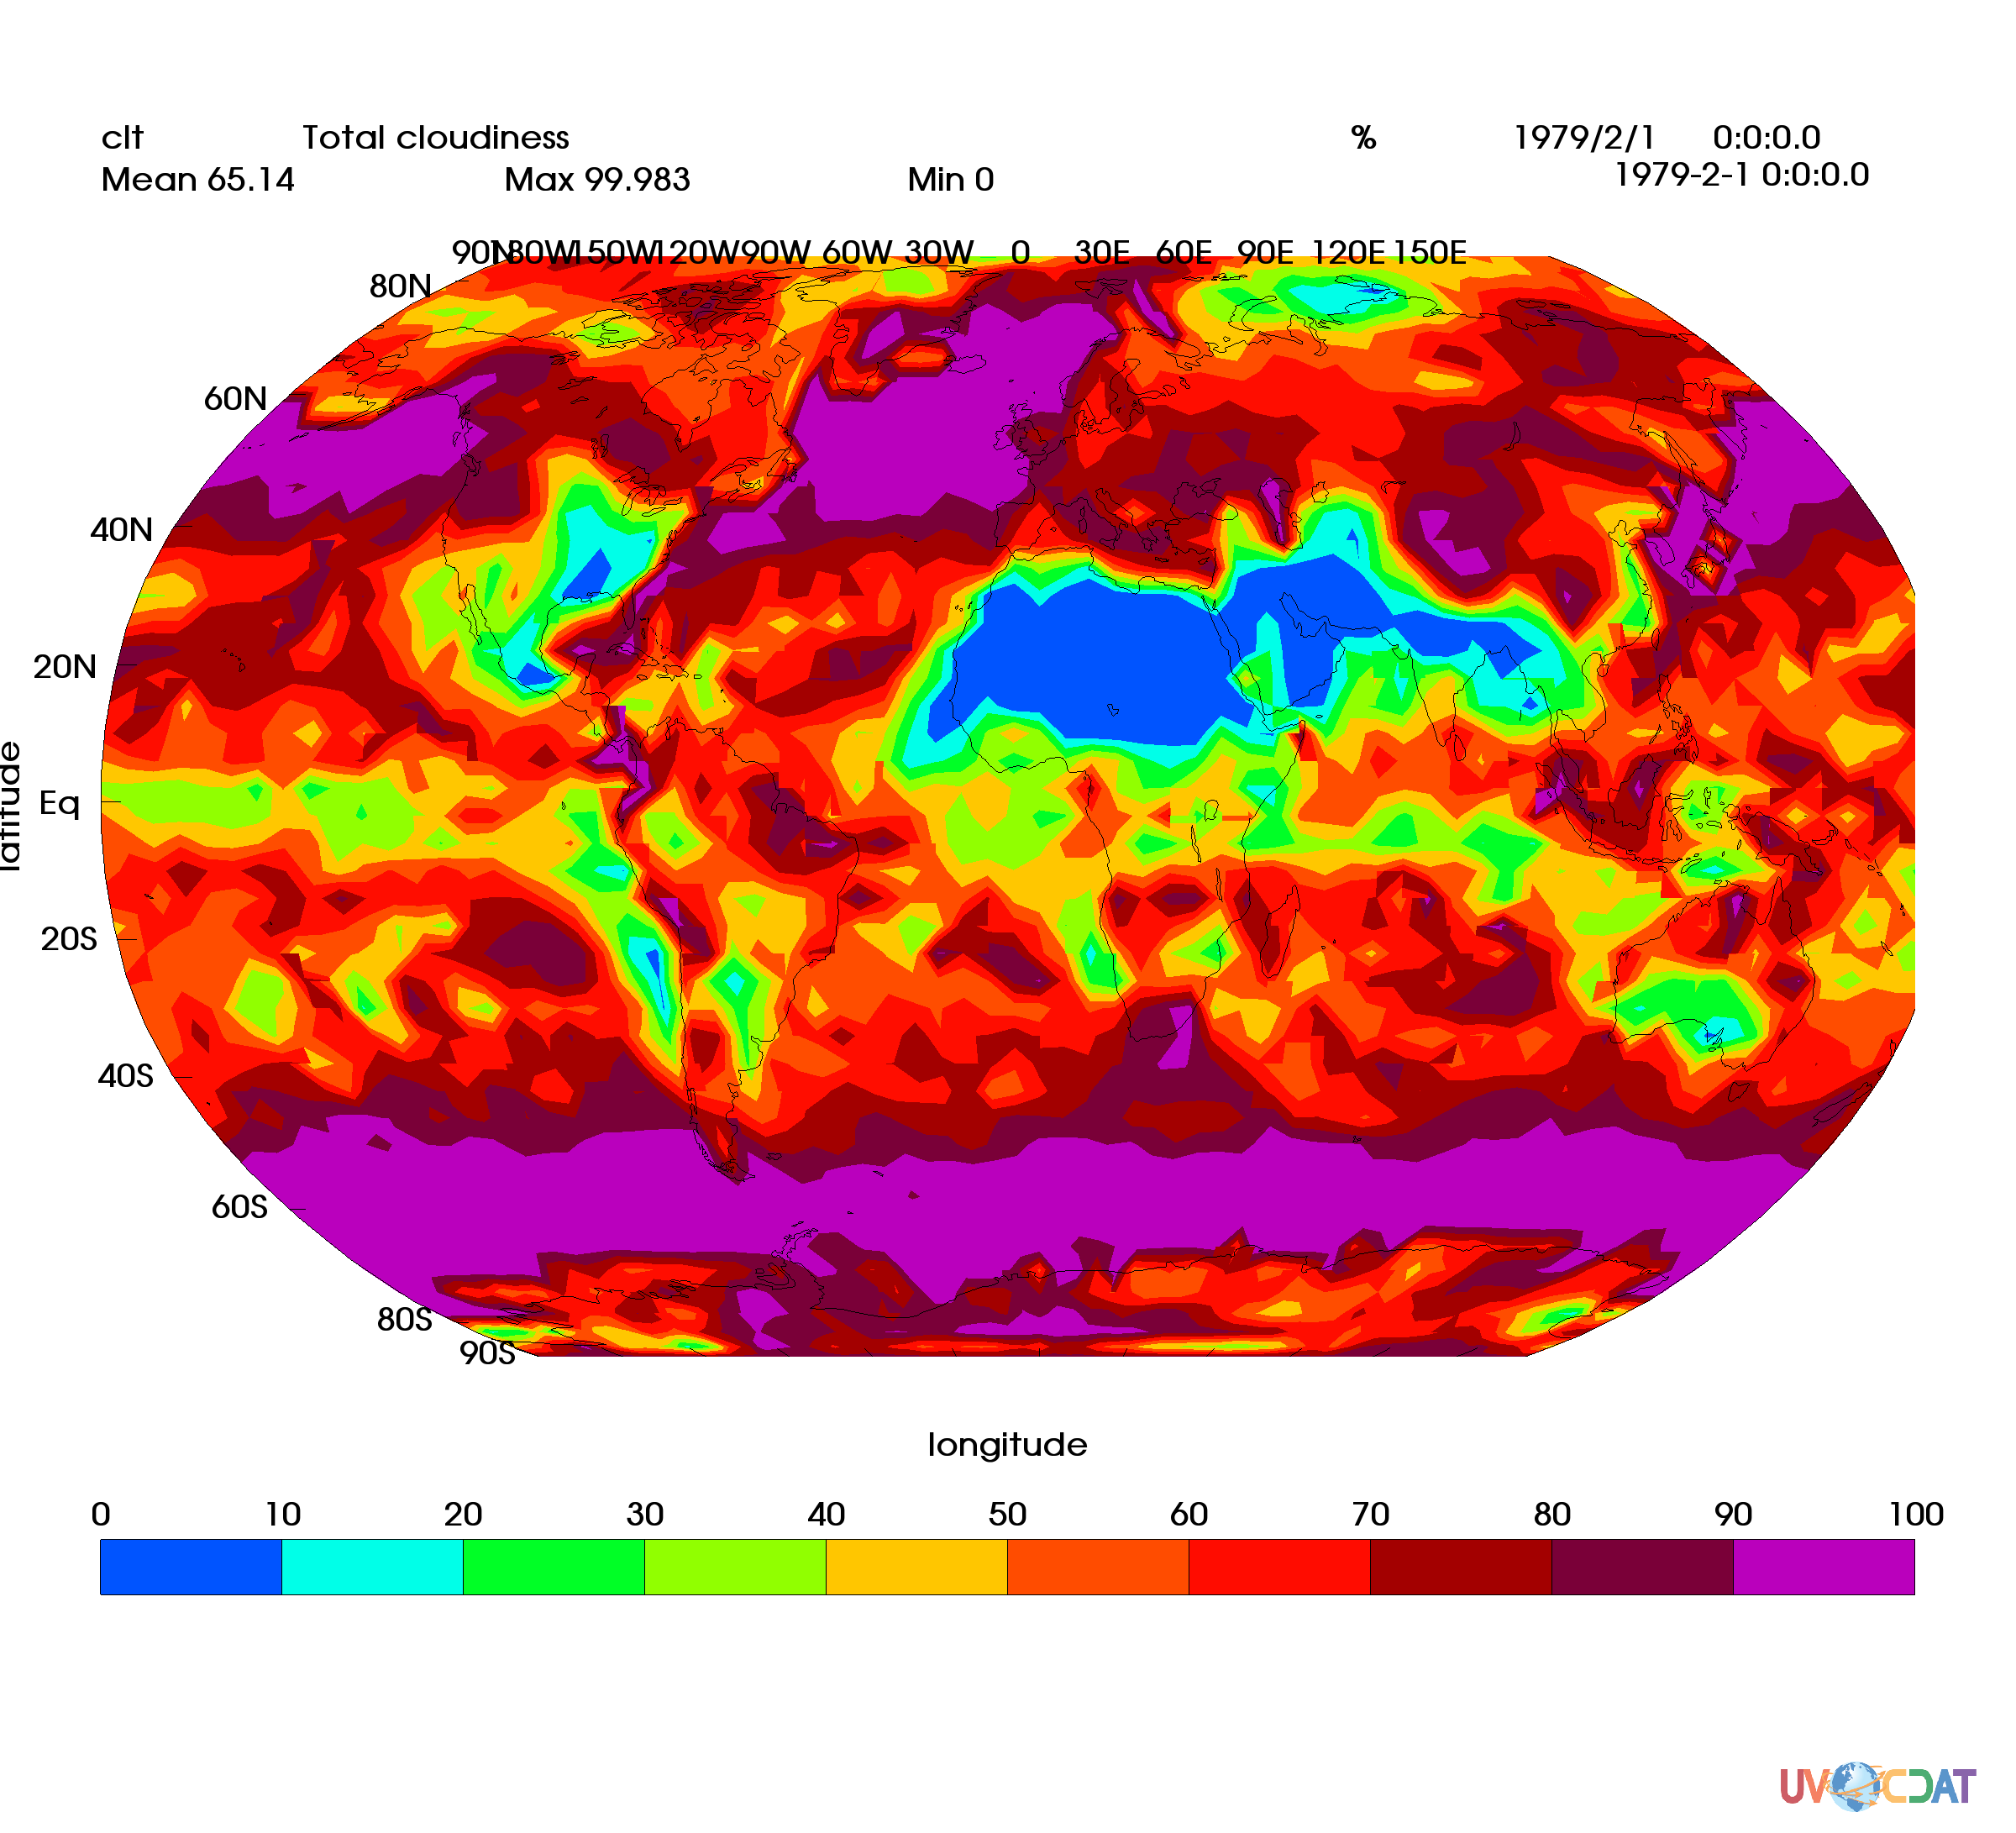 clt Total cloudiness % 1979/2/1 0:0:0.0
Mean 65.14 Max 99.983 Min 0 1979-2-1 0:0:0.0
90N 180W 150W 120W 90W 60W 30W 0 30E 60E 90E 120E 150E
80N
60N
40N
20N
Eq
20S
40S
60S
80S
90S
latitude
longitude
0 10 20 30 40 50 60 70 80 90 100
UV CDAT